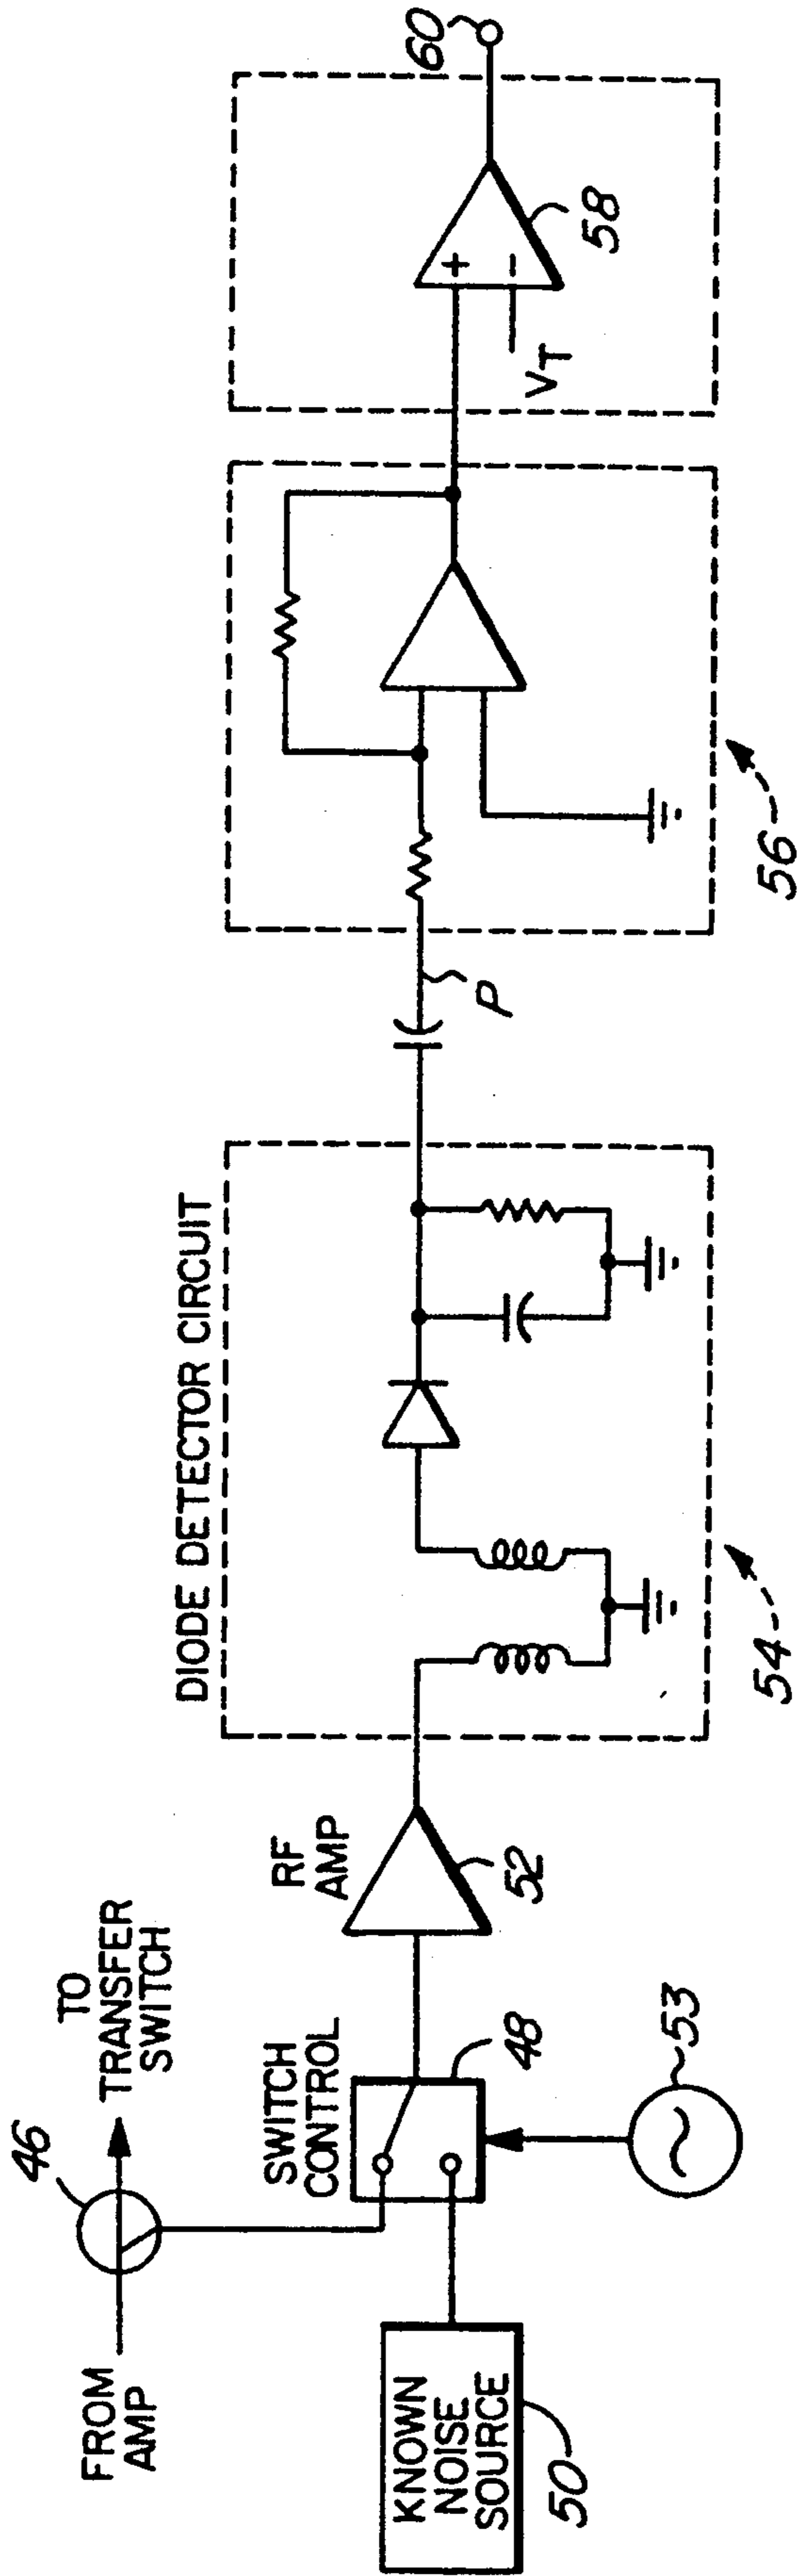 FROM
AMP
46
TO
TRANSFER
SWITCH
KNOWN
NOISE
SOURCE
50
SWITCH
CONTROL
48
53
RF
AMP
52
DIODE DETECTOR CIRCUIT
54
P
56
+
−
VT
58
60